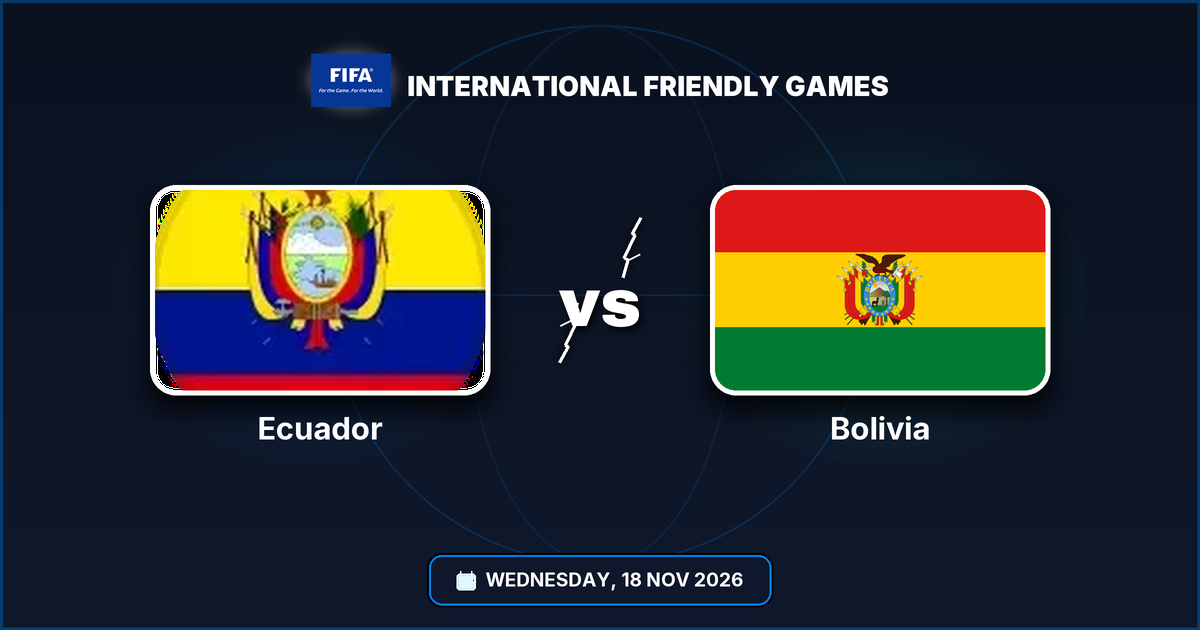 FIFA®
For the Game. For the World.
INTERNATIONAL FRIENDLY GAMES
VS
Ecuador
Bolivia
WEDNESDAY, 18 NOV 2026